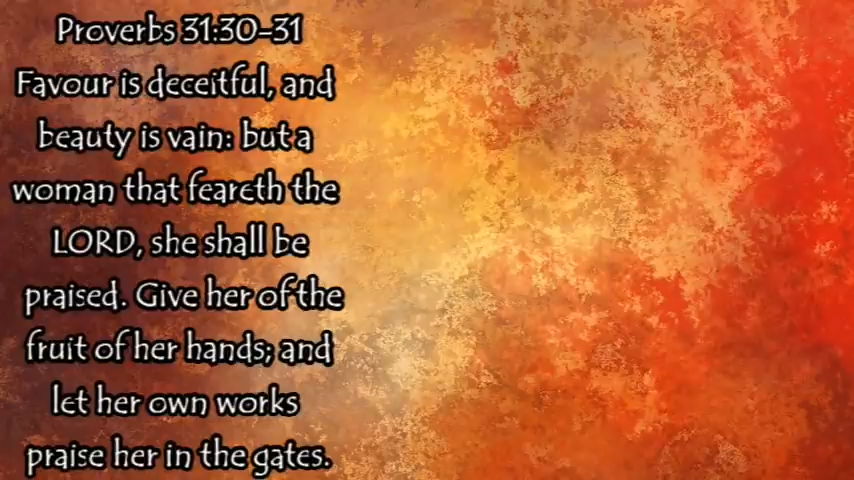 Proverbs 31:30-31
Favour is deceitful, and
beauty is vain: but a
woman that feareth the
LORD, she shall be
praised. Give her of the
fruit of her hands; and
let her own works
praise her in the gates.